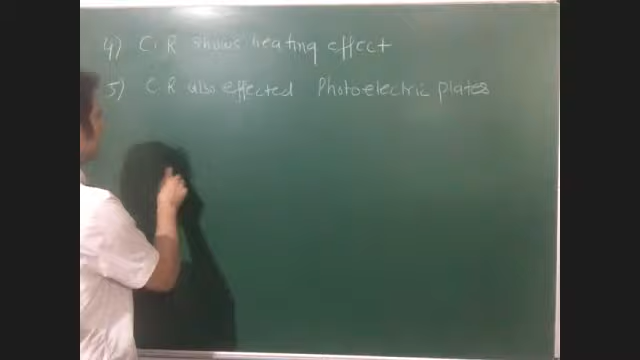 4) C.R shows heating effect
5) C.R also effected Photoelectric plates